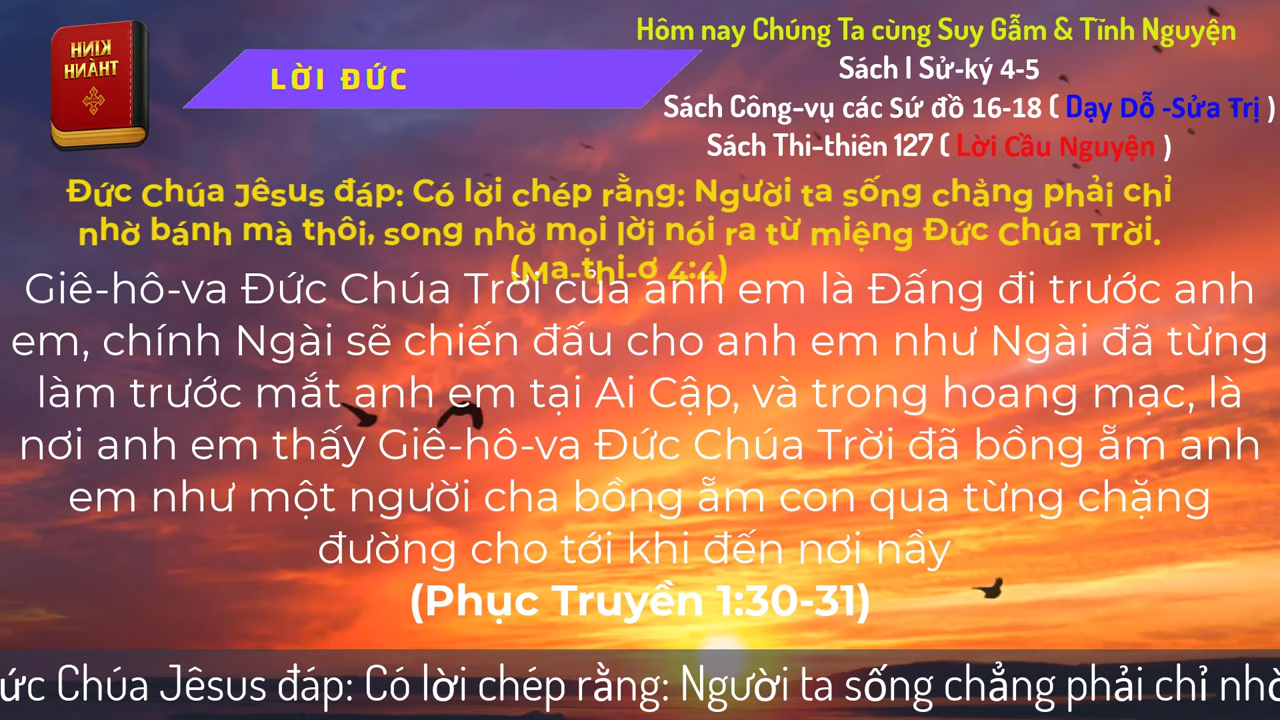 KINH
THÀNH
LỜI ĐỨC
Hôm nay Chúng Ta cùng Suy Gẫm & Tĩnh Nguyện
Sách I Sử-ký 4-5
Sách Công-vụ các Sứ đồ 16-18 ( Dạy Dỗ -Sửa Trị )
Sách Thi-thiên 127 ( Lời Cầu Nguyện )
Đức Chúa Jêsus đáp: Có lời chép rằng: Người ta sống chẳng phải chỉ
nhờ bánh mà thôi, song nhờ mọi lời nói ra từ miệng Đức Chúa Trời.
(Ma-thi-ơ 4:4)
Giê-hô-va Đức Chúa Trời của anh em là Đấng đi trước anh
em, chính Ngài sẽ chiến đấu cho anh em như Ngài đã từng
làm trước mắt anh em tại Ai Cập, và trong hoang mạc, là
nơi anh em thấy Giê-hô-va Đức Chúa Trời đã bồng ẵm anh
em như một người cha bồng ẵm con qua từng chặng
đường cho tới khi đến nơi nầy
(Phục Truyền 1:30-31)
ức Chúa Jêsus đáp: Có lời chép rằng: Người ta sống chẳng phải chỉ nhờ